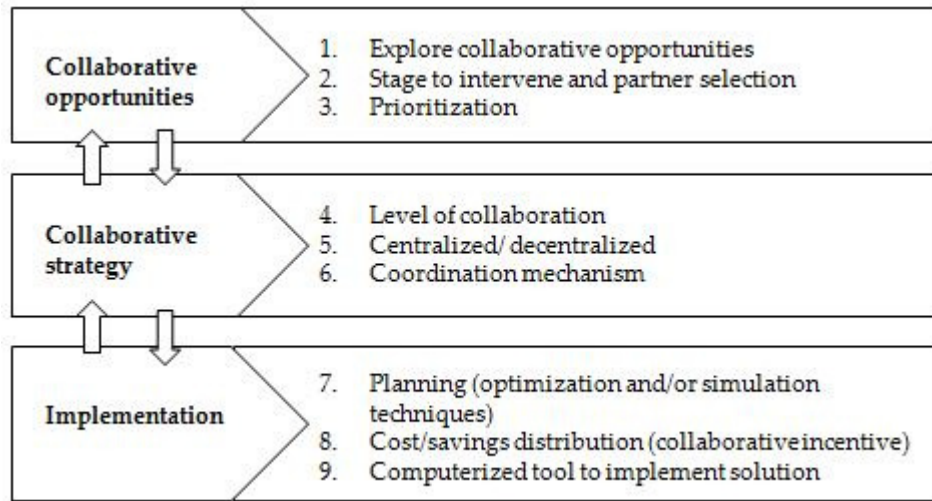 Collaborative
opportunities
1. Explore collaborative opportunities
2. Stage to intervene and partner selection
3. Prioritization
Collaborative
strategy
4. Level of collaboration
5. Centralized/ decentralized
6. Coordination mechanism
Implementation
7. Planning (optimization and/or simulation
techniques)
8. Cost/savings distribution (collaborative incentive)
9. Computerized tool to implement solution